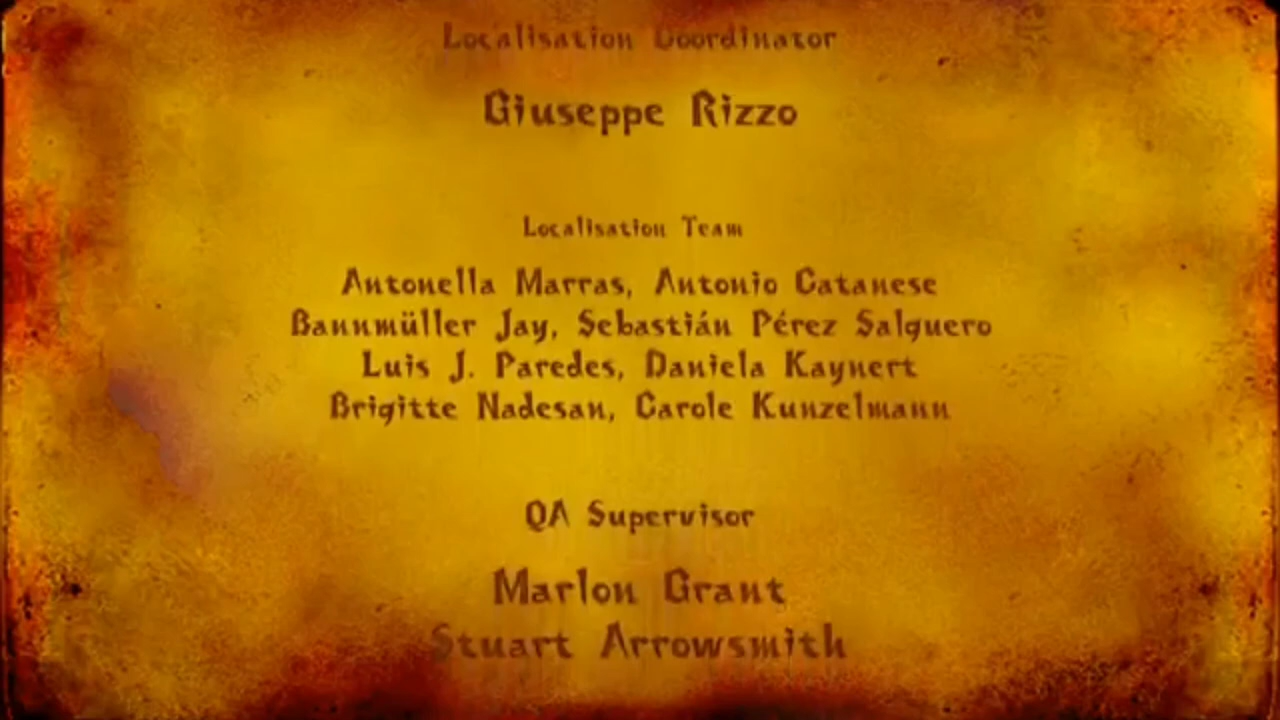 Localisation Coordinator
Giuseppe Rizzo
Localisation Team
Antonella Marras, Antonio Catanese
Bannmüller Jay, Sebastián Pérez Salguero
Luis J. Paredes, Daniela Kaynert
Brigitte Nadesan, Carole Kunzelmann
QA Supervisor
Marlon Grant
Stuart Arrowsmith